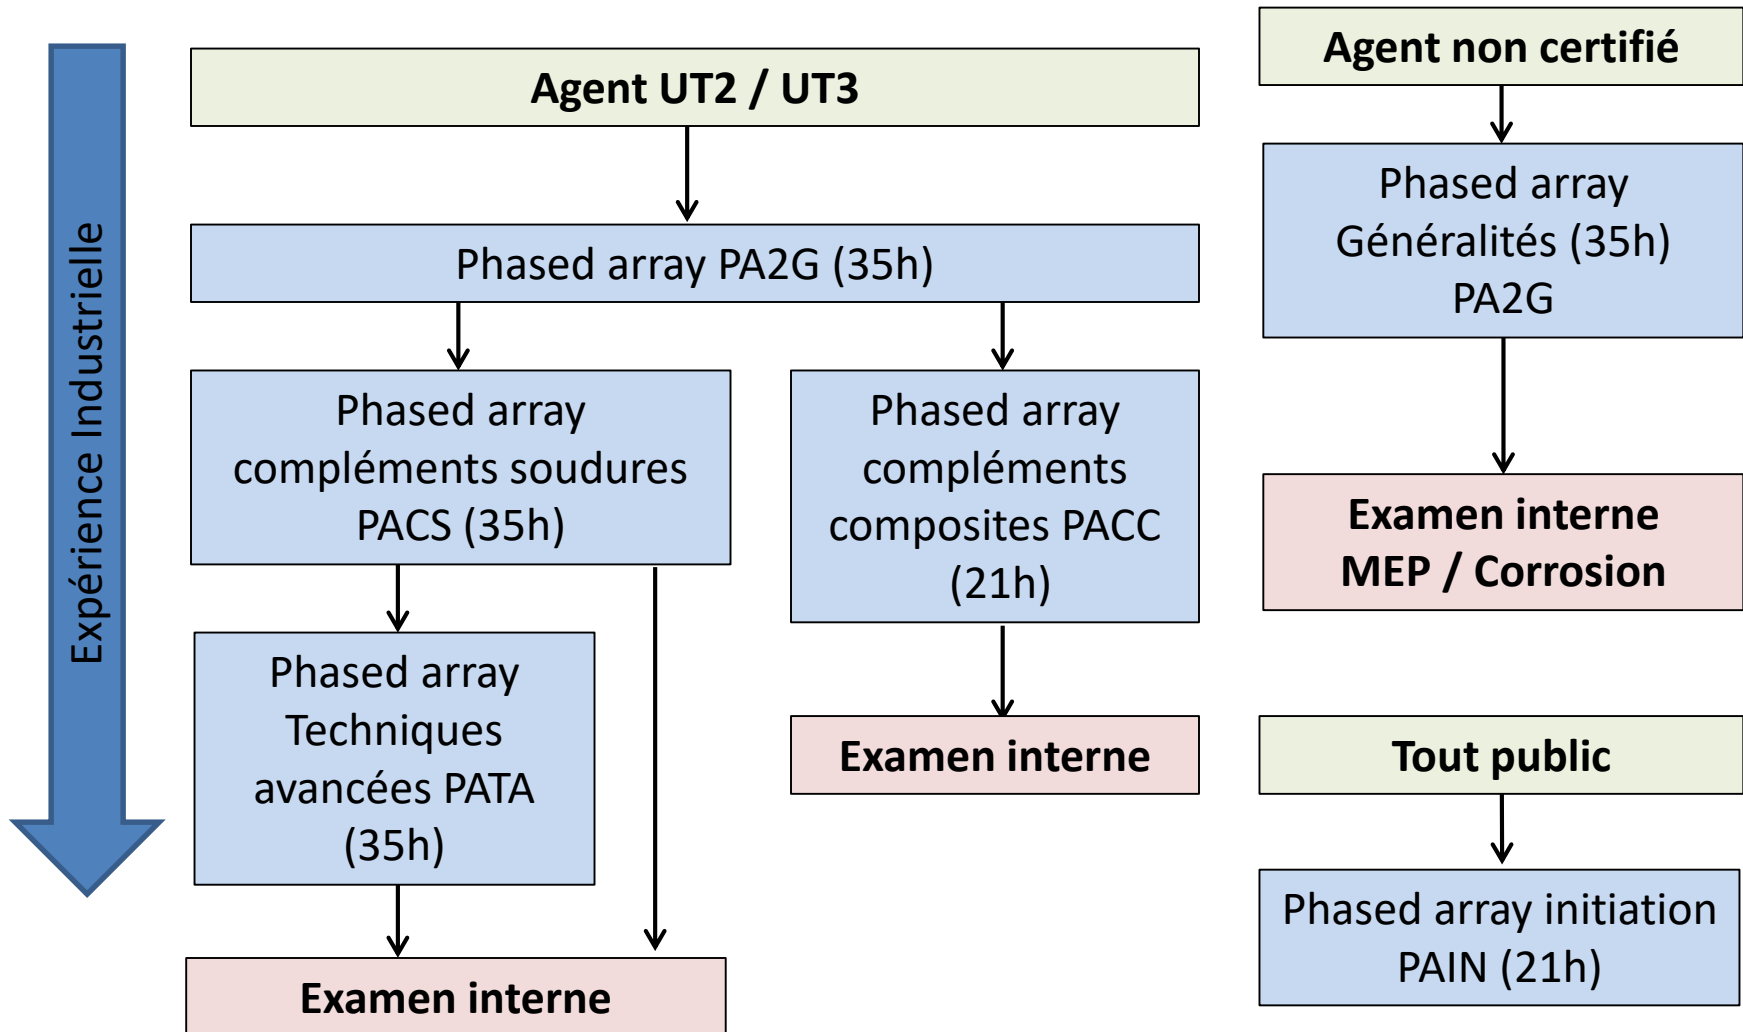 Expérience Industrielle
Agent UT2 / UT3
Phased array PA2G (35h)
Phased array
compléments soudures
PACS (35h)
Phased array
compléments
composites PACC
(21h)
Phased array
Techniques
avancées PATA
(35h)
Examen interne
Examen interne
Agent non certifié
Phased array
Généralités (35h)
PA2G
Examen interne
MEP / Corrosion
Tout public
Phased array initiation
PAIN (21h)